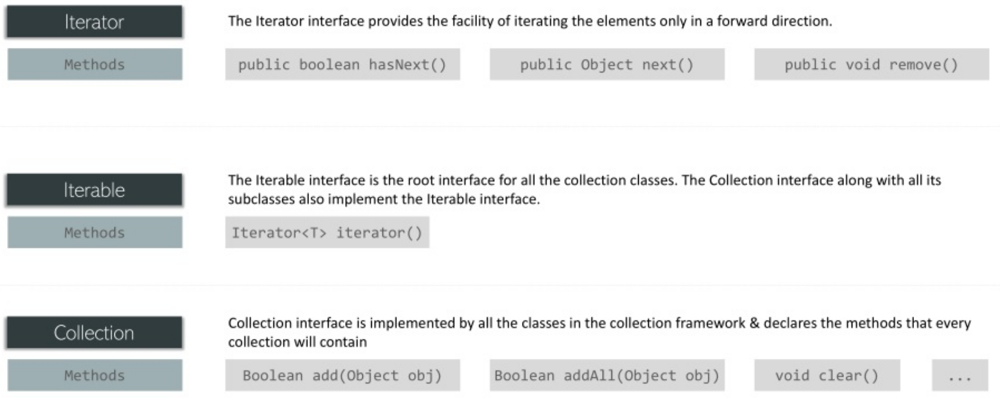 Iterator
The Iterator interface provides the facility of iterating the elements only in a forward direction.
Methods
public boolean hasNext()
public Object next()
public void remove()
Iterable
The Iterable interface is the root interface for all the collection classes. The Collection interface along with all its
subclasses also implement the Iterable interface.
Methods
Iterator<T> iterator()
Collection
Collection interface is implemented by all the classes in the collection framework & declares the methods that every
collection will contain
Methods
Boolean add(Object obj)
Boolean addAll(Object obj)
void clear()
...